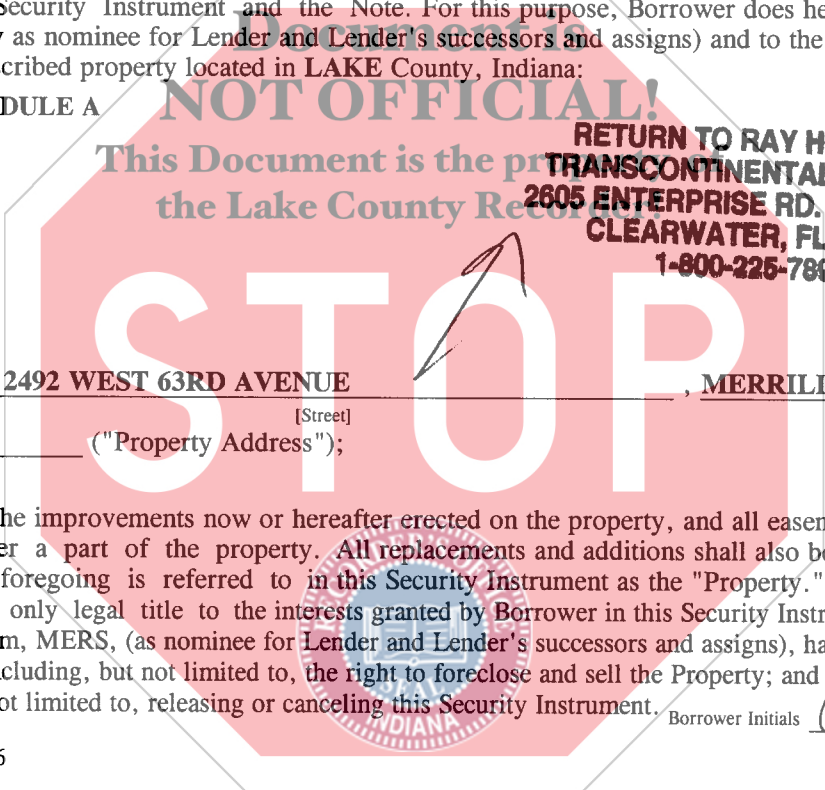 Security Instrument and the Note. For this purpose, Borrower does he
as nominee for Lender and Lender's successors and assigns) and to the
cribed property located in LAKE County, Indiana:
DULE A
Document is
NOT OFFICIAL!
This Document is the property of
the Lake County Recorder!
RETURN TO RAY H
TRANSCONTINENTAL
2605 ENTERPRISE RD.
CLEARWATER, FL
1-800-225-78
STOP
2492 WEST 63RD AVENUE , MERRILL
[Street]
("Property Address");
he improvements now or hereafter erected on the property, and all easem
er a part of the property. All replacements and additions shall also b
foregoing is referred to in this Security Instrument as the "Property."
only legal title to the interests granted by Borrower in this Security Instr
m, MERS, (as nominee for Lender and Lender's successors and assigns), ha
cluding, but not limited to, the right to foreclose and sell the Property; and
ot limited to, releasing or canceling this Security Instrument.
Borrower Initials
INDIANA
6